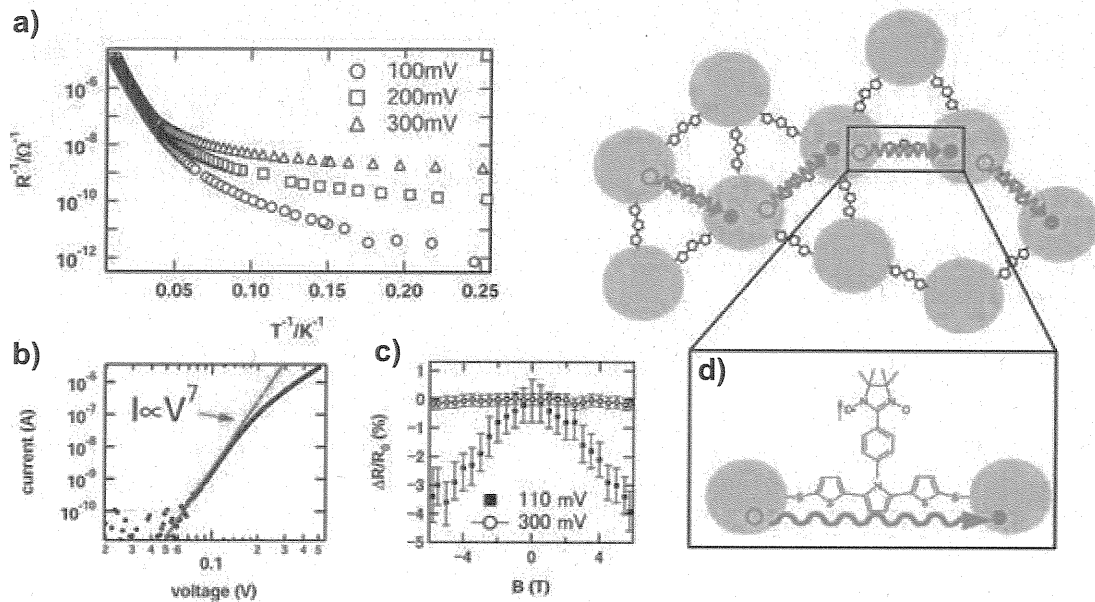 a)
R⁻¹/Ω⁻¹
10⁻⁶
10⁻⁸
10⁻¹⁰
10⁻¹²
100mV
200mV
300mV
0.05 0.10 0.15 0.20 0.25
T⁻¹/K⁻¹
b)
current (A)
10⁻⁶
10⁻⁷
10⁻⁸
10⁻⁹
10⁻¹⁰
I∝V⁷
2 3 4 5 6 0.1 2 3 4 5
voltage (V)
c)
ΔR/R₀ (%)
1
0
-1
-2
-3
-4
-5
110 mV
300 mV
-4 0 4
B (T)
d)